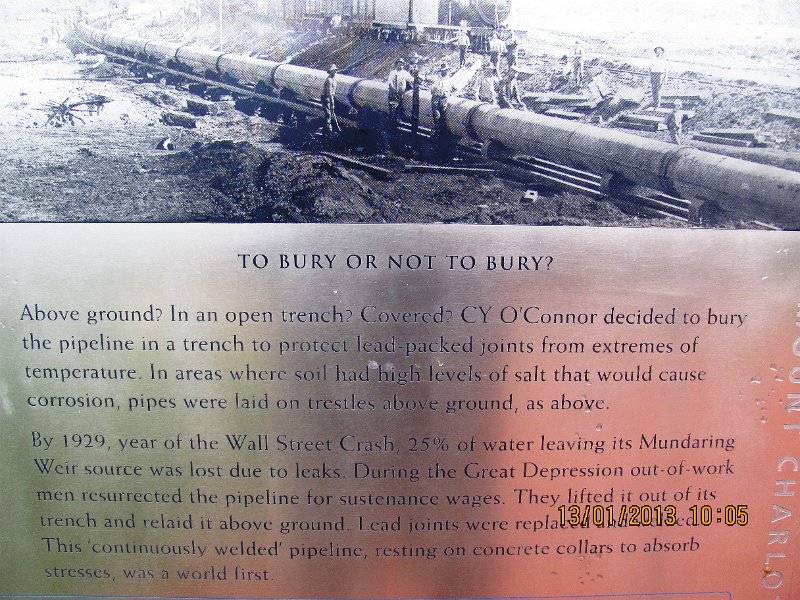 TO BURY OR NOT TO BURY?
Above ground? In an open trench? Covered? CY O'Connor decided to bury
the pipeline in a trench to protect lead-packed joints from extremes of
temperature. In areas where soil had high levels of salt that would cause
corrosion, pipes were laid on trestles above ground, as above.
By 1929, year of the Wall Street Crash, 25% of water leaving its Mundaring
Weir source was lost due to leaks. During the Great Depression out-of-work
men resurrected the pipeline for sustenance wages. They lifted it out of its
trench and relaid it above ground. Lead joints were
This 'continuously welded' pipeline, resting on concrete collars to absorb
stresses, was a world first.
13/01/2013 10:05
MOUNT CHARLO